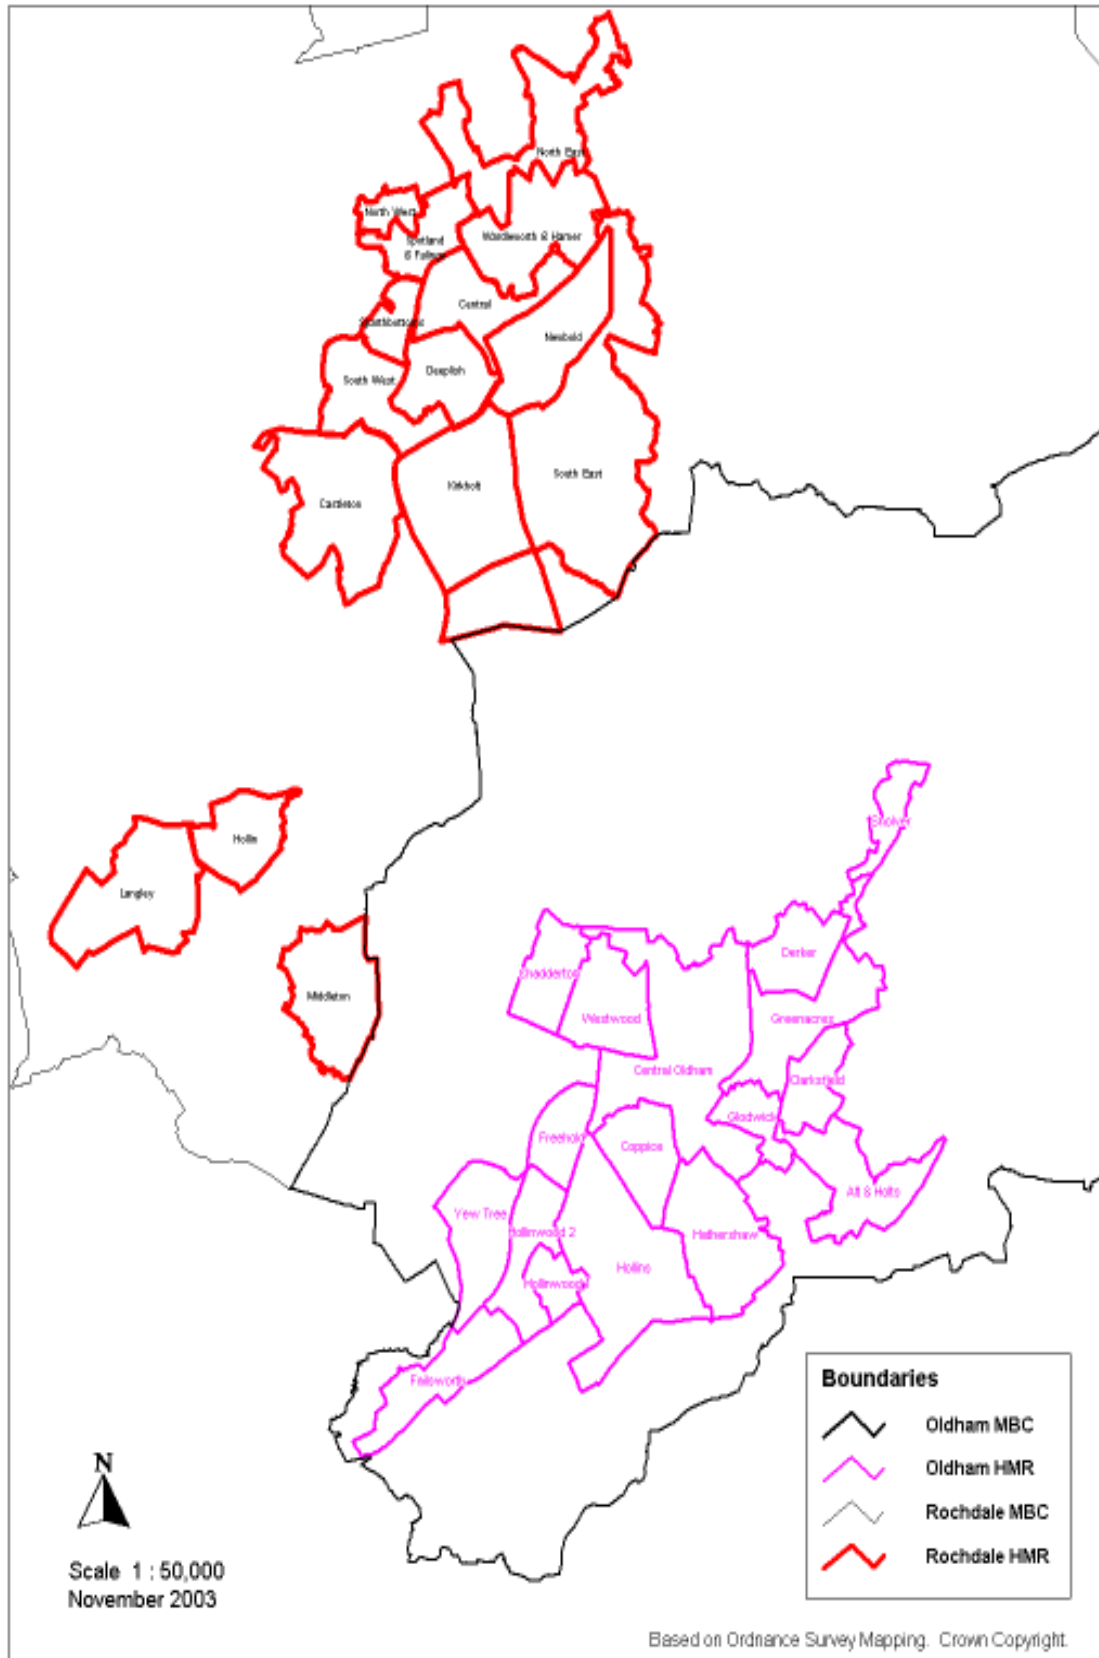 North East
North West
Wardleworth & Hamer
Spotland
& Falinge
Central
Newbold
Deeplish
South West
Kirkholt
South East
Castleton
Hollin
Langley
Middleton
Sholver
Derker
Chadderton
Westwood
Greenacres
Central Oldham
Clarksfield
Glodwick
Freehold
Coppice
Alt & Holts
Yew Tree
Hollinwood 2
Hathershaw
Hollins
Hollinwood
Failsworth
Boundaries
Oldham MBC
Oldham HMR
Rochdale MBC
Rochdale HMR
N
Scale 1 : 50,000
November 2003
Based on Ordnance Survey Mapping. Crown Copyright.